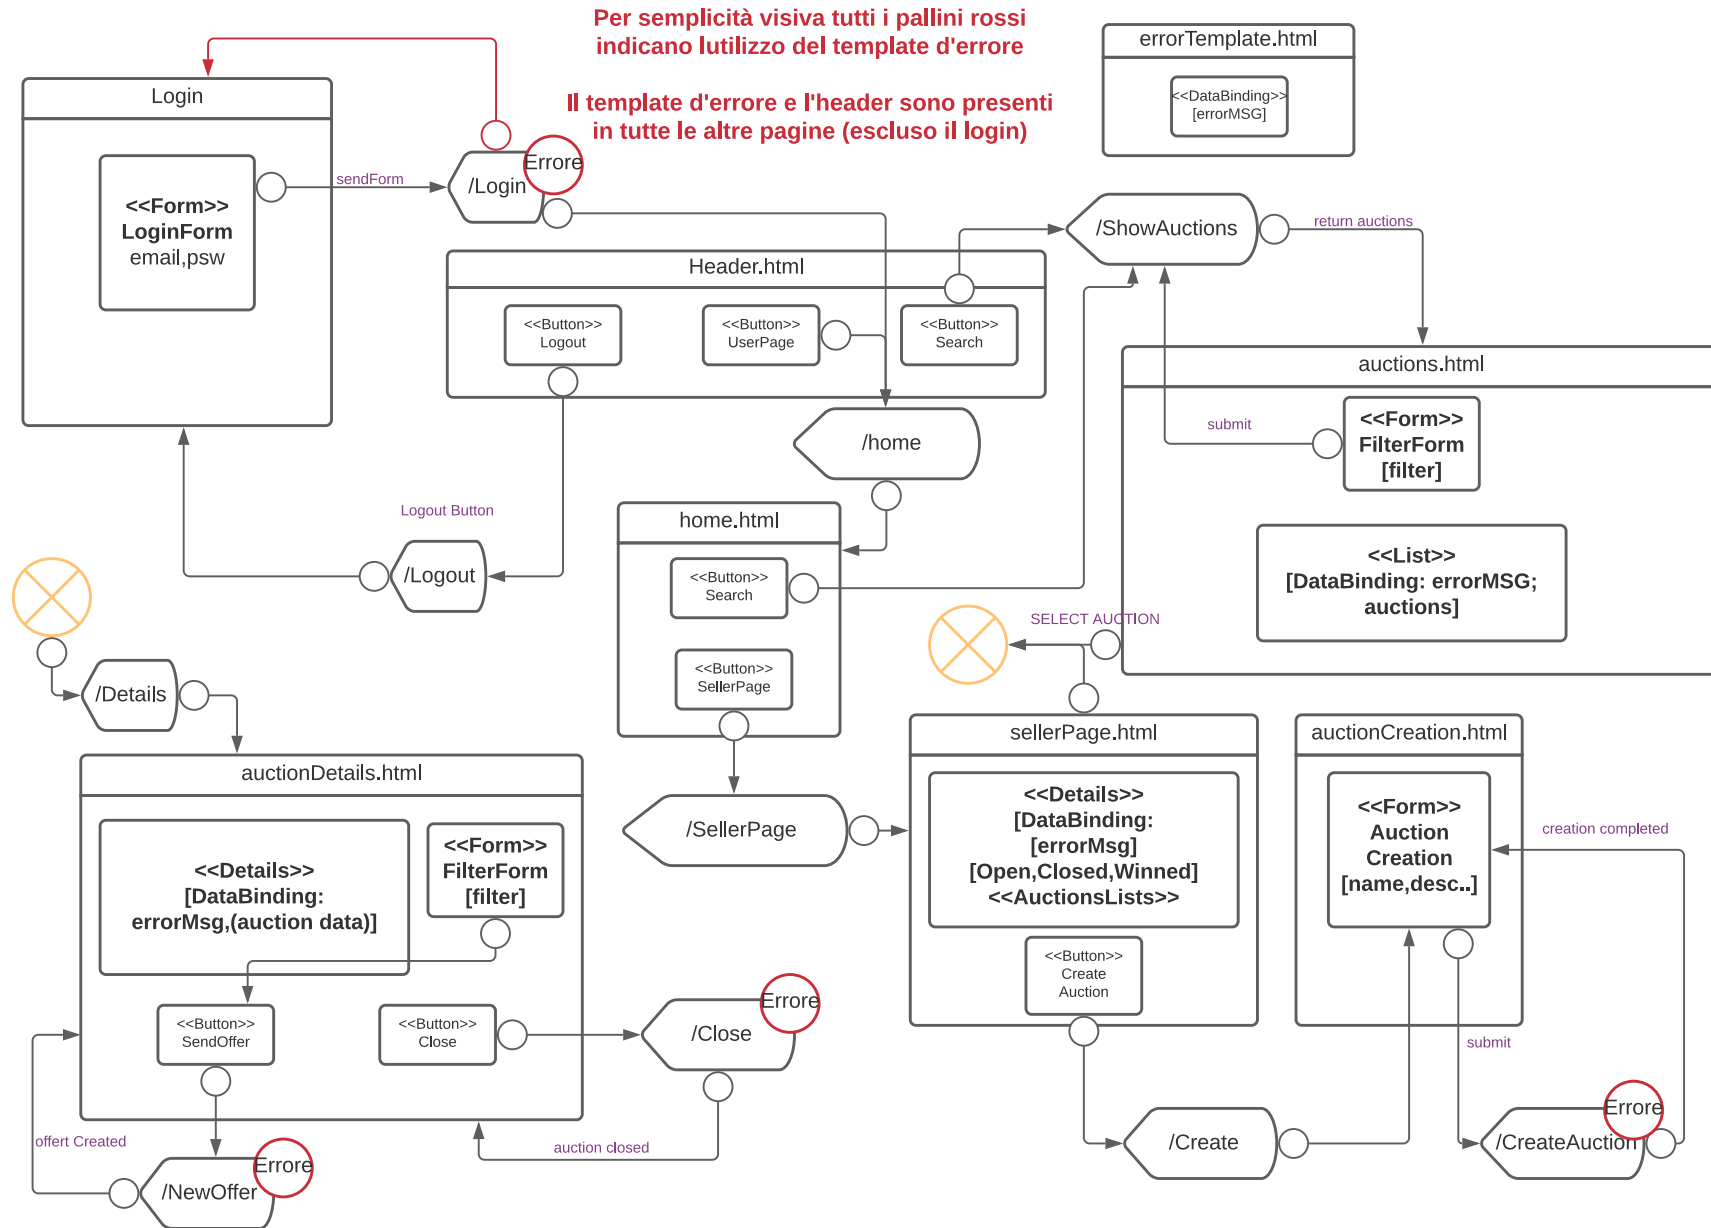 Per semplicità visiva tutti i pallini rossi
indicano lutilizzo del template d'errore
Il template d'errore e l'header sono presenti
in tutte le altre pagine (escluso il login)
errorTemplate.html
<<DataBinding>>
[errorMSG]
Login
<<Form>>
LoginForm
email,psw
sendForm
/Login
Errore
Header.html
<<Button>>
Logout
<<Button>>
UserPage
<<Button>>
Search
/ShowAuctions
return auctions
auctions.html
<<Form>>
FilterForm
[filter]
submit
<<List>>
[DataBinding: errorMSG;
auctions]
/home
home.html
<<Button>>
Search
<<Button>>
SellerPage
Logout Button
/Logout
SELECT AUCTION
/Details
auctionDetails.html
<<Details>>
[DataBinding:
errorMsg,(auction data)]
<<Form>>
FilterForm
[filter]
<<Button>>
SendOffer
<<Button>>
Close
/SellerPage
sellerPage.html
<<Details>>
[DataBinding:
[errorMsg]
[Open,Closed,Winned]
<<AuctionsLists>>
<<Button>>
Create
Auction
auctionCreation.html
<<Form>>
Auction
Creation
[name,desc..]
creation completed
submit
/Close
Errore
auction closed
offert Created
/NewOffer
Errore
/Create
/CreateAuction
Errore